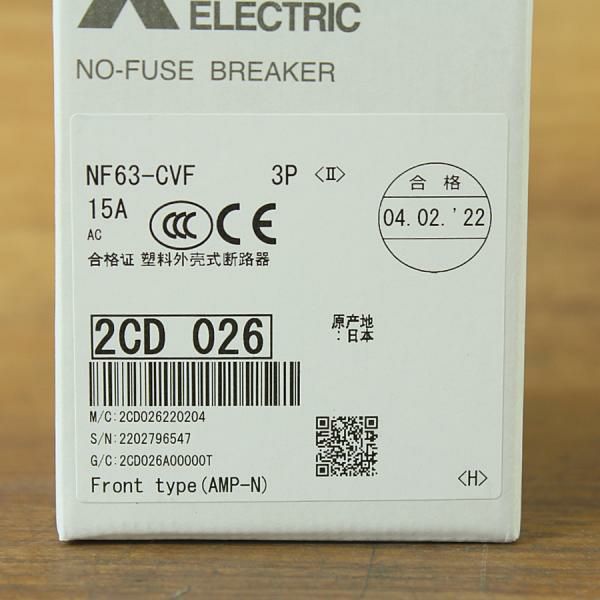 ELECTRIC
NO-FUSE BREAKER
NF63-CVF 3P <Ⅱ>
15A
AC
CCC CE
合格证 塑料外壳式断路器
合格
04.02.'22
2CD 026
原产地
:日本
M/C:2CD026220204
S/N:2202796547
G/C:2CD026A00000T
Front type(AMP-N)
<H>